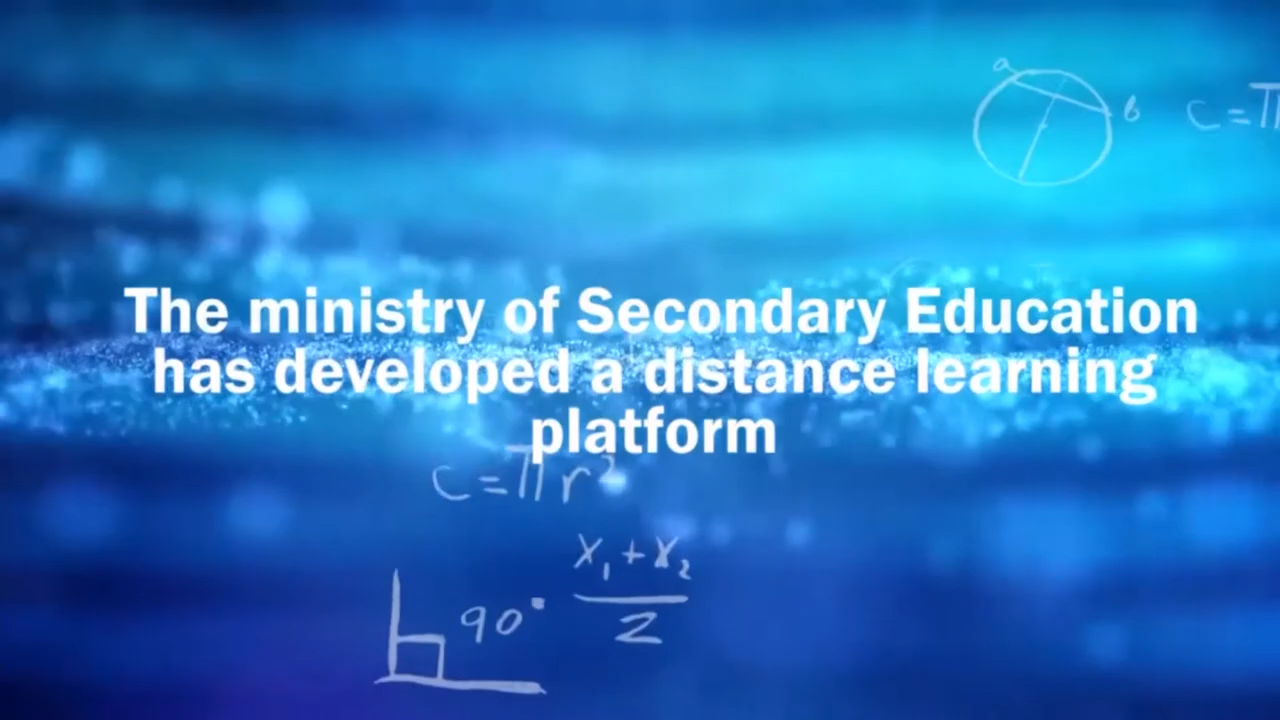 a
b C=π
The ministry of Secondary Education
has developed a distance learning
platform
C=πr²
90°
X₁+X₂
2